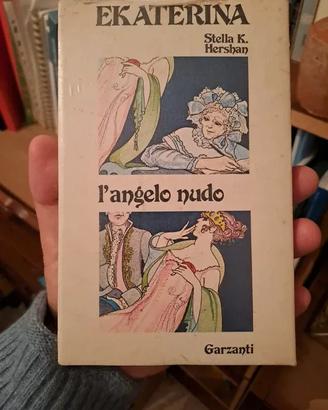 EKATERINA
Stella K.
Hershan
l'angelo nudo
Garzanti